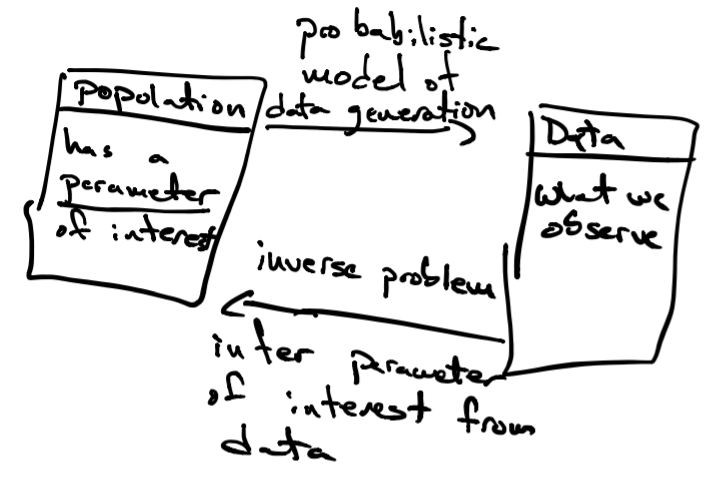 probabilistic
model of
data generation
population
has a
parameter
of interest
Data
what we
observe
inverse problem
infer parameter
of interest from
data